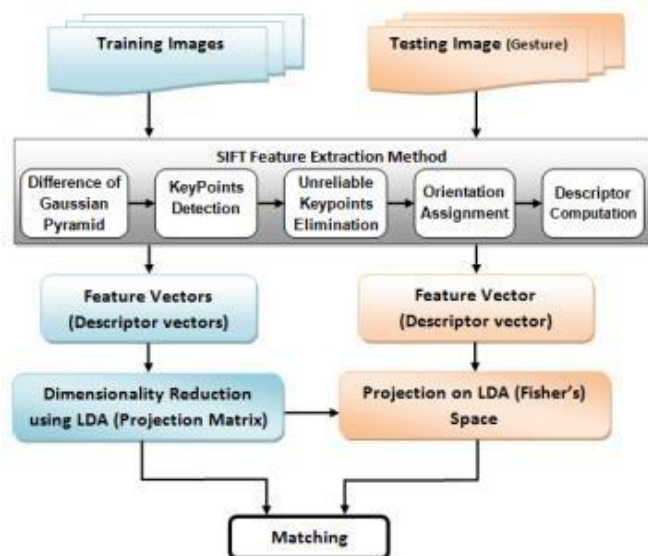 Training Images
Testing Image (Gesture)
SIFT Feature Extraction Method
Difference of
Gaussian
Pyramid
KeyPoints
Detection
Unreliable
Keypoints
Elimination
Orientation
Assignment
Descriptor
Computation
Feature Vectors
(Descriptor vectors)
Feature Vector
(Descriptor vector)
Dimensionality Reduction
using LDA (Projection Matrix)
Projection on LDA (Fisher's)
Space
Matching